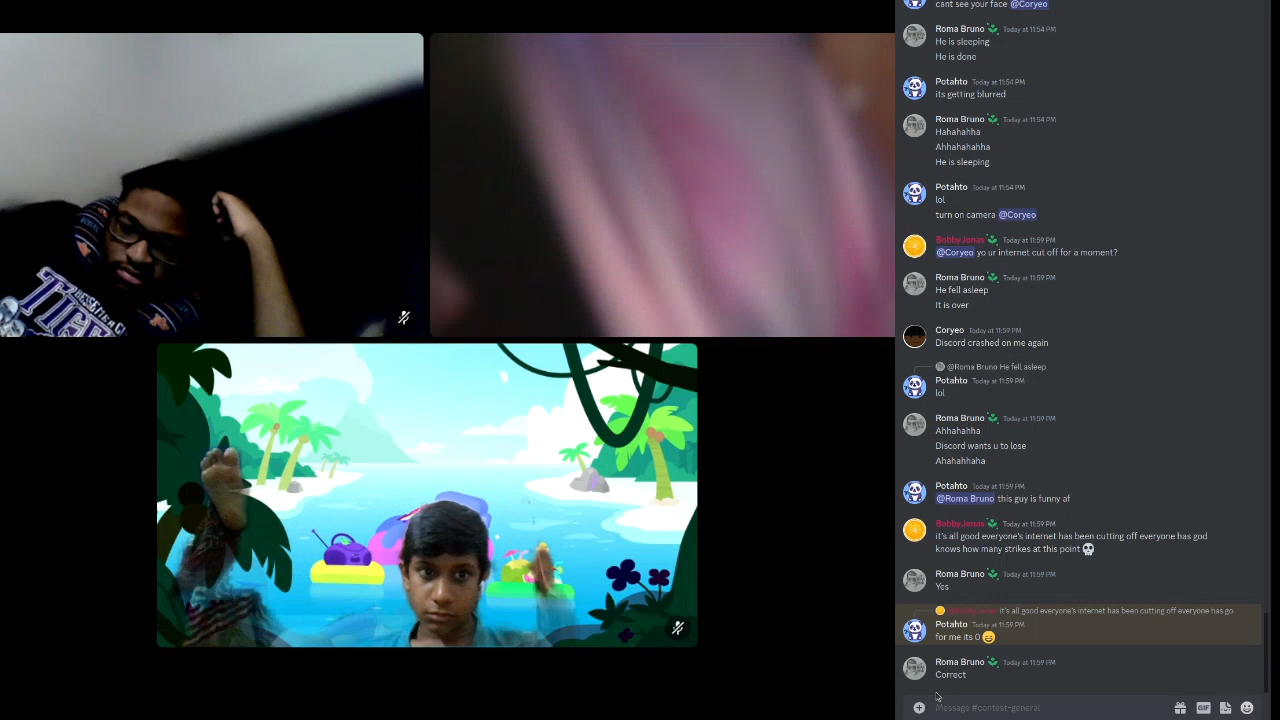 cant see your face @Coryeo
Roma Bruno Today at 11:54 PM
He is sleeping
He is done
Potahto Today at 11:54 PM
its getting blurred
Roma Bruno Today at 11:54 PM
Hahahahha
Ahhahahahha
He is sleeping
Potahto Today at 11:54 PM
lol
turn on camera @Coryeo
BobbyJonas Today at 11:59 PM
@Coryeo yo ur internet cut off for a moment?
Roma Bruno Today at 11:59 PM
He fell asleep
It is over
Coryeo Today at 11:59 PM
Discord crashed on me again
@Roma Bruno He fell asleep
Potahto Today at 11:59 PM
lol
Roma Bruno Today at 11:59 PM
Ahhahahha
Discord wants u to lose
Ahahahhaha
Potahto Today at 11:59 PM
@Roma Bruno this guy is funny af
BobbyJonas Today at 11:59 PM
it's all good everyone's internet has been cutting off everyone has god
knows how many strikes at this point
Roma Bruno Today at 11:59 PM
Yes
@BobbyJonas it's all good everyone's internet has been cutting off everyone has go
Potahto Today at 11:59 PM
for me its 0
Roma Bruno Today at 11:59 PM
Correct
Message #contest-general
GIF